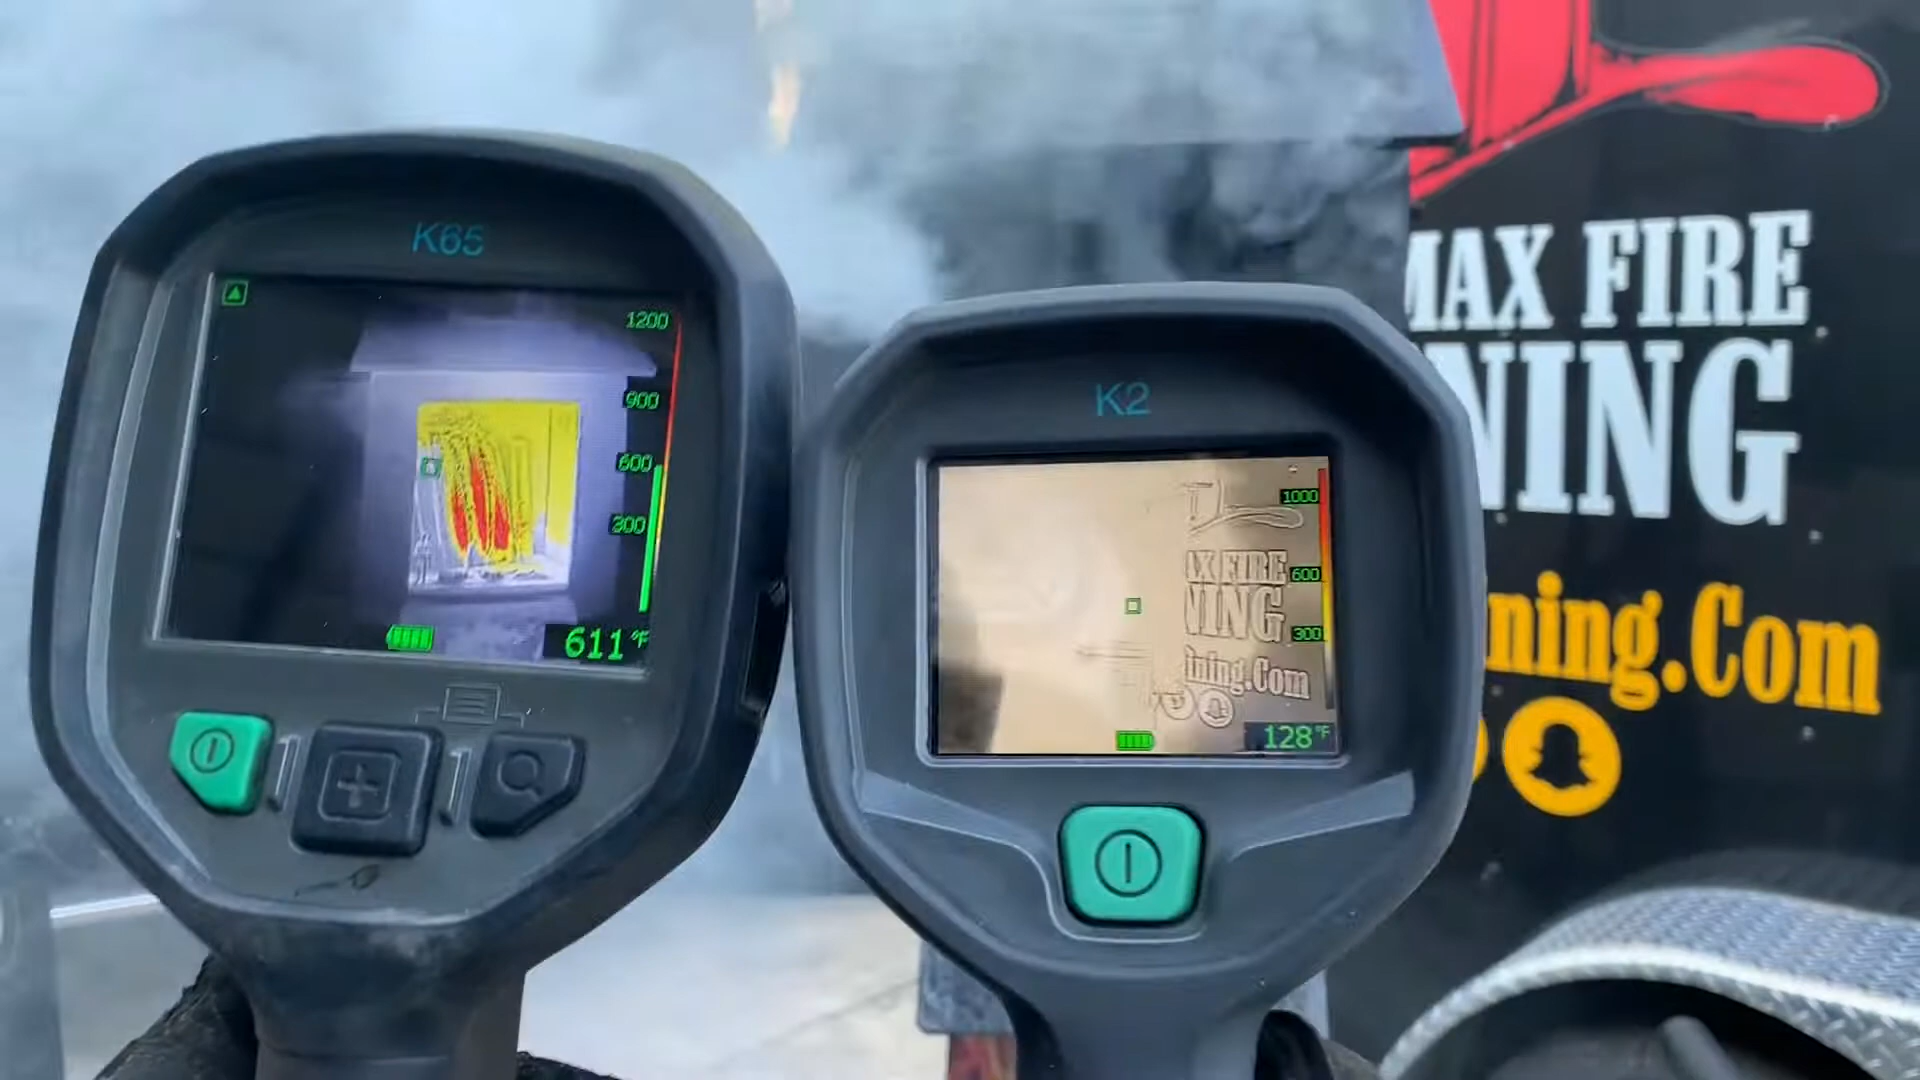 K65
1200
900
600
300
611°F
K2
1000
600
300
128°F
AX FIRE
NING
ining.Com
MAX FIRE
NING
ning.Com